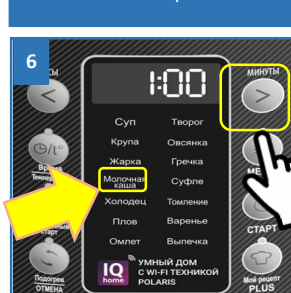 6
1:00
МИНУТЫ
Суп Творог
Крупа Овсянка
Жарка Гречка
Молочная каша Суфле
Холодец Томление
Плов Варенье
Омлет Выпечка
СТАРТ
Подогрев
ОТМЕНА
IQ home
УМНЫЙ ДОМ
С WI-FI ТЕХНИКОЙ
POLARIS
Мой рецепт
PLUS